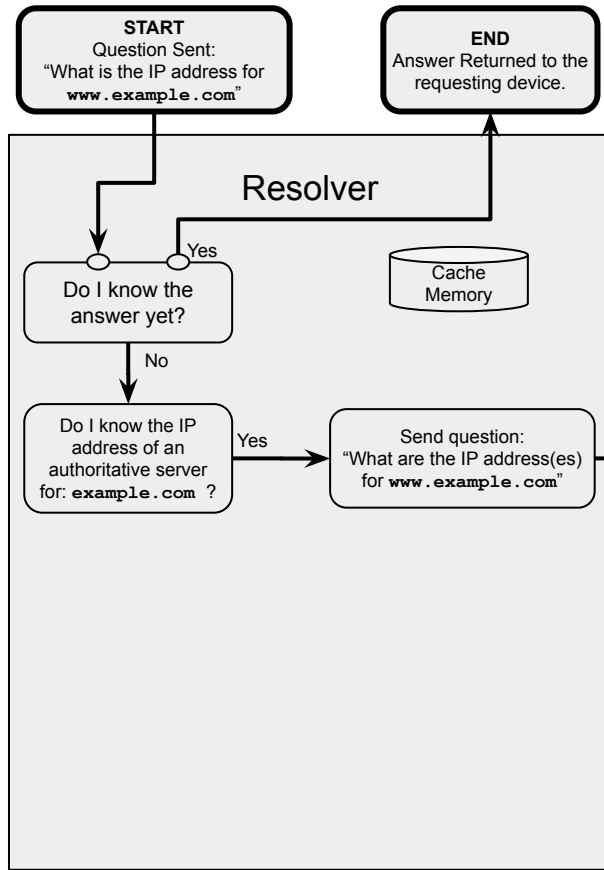 START
Question Sent:
“What is the IP address for
www.example.com”
END
Answer Returned to the
requesting device.
Resolver
Yes
Do I know the
answer yet?
Cache
Memory
No
Do I know the IP
address of an
authoritative server
for: example.com ?
Yes
Send question:
“What are the IP address(es)
for www.example.com”